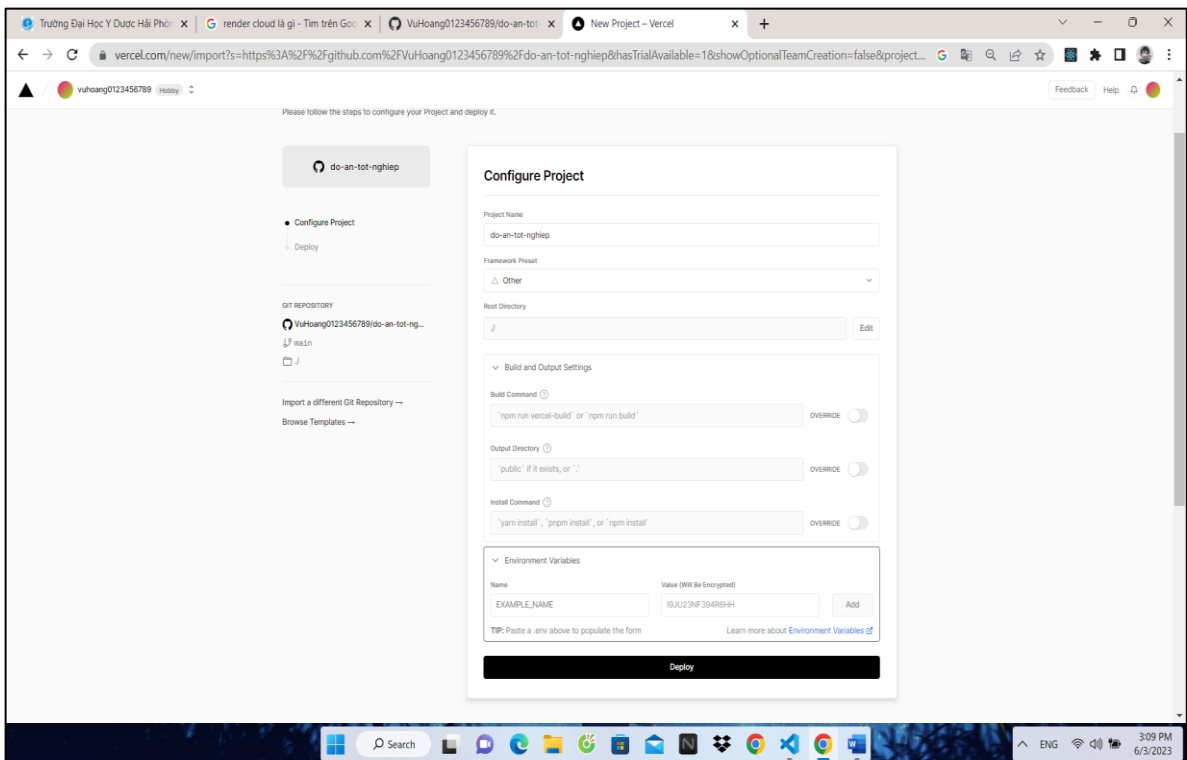 Trường Đại Học Y Dược Hải Phòn
render cloud là gì - Tìm trên Goo
VuHoang0123456789/do-an-tot-
New Project – Vercel
vercel.com/new/import?s=https%3A%2F%2Fgithub.com%2FVuHoang0123456789%2Fdo-an-tot-nghiep&hasTrialAvailable=1&showOptionalTeamCreation=false&project...
vuhoang0123456789 Hobby
Feedback Help
Please follow the steps to configure your Project and deploy it.
do-an-tot-nghiep
Configure Project
Deploy
GIT REPOSITORY
VuHoang0123456789/do-an-tot-ng...
main
./
Import a different Git Repository →
Browse Templates →
Configure Project
Project Name
do-an-tot-nghiep
Framework Preset
Other
Root Directory
./
Edit
Build and Output Settings
Build Command
`npm run vercel-build` or `npm run build`
OVERRIDE
Output Directory
`public` if it exists, or `.`
OVERRIDE
Install Command
`yarn install`, `pnpm install`, or `npm install`
OVERRIDE
Environment Variables
Name Value (Will Be Encrypted)
EXAMPLE_NAME I9JU23NF394R6HH Add
TIP: Paste a .env above to populate the form Learn more about Environment Variables
Deploy
Search
ENG
3:09 PM
6/3/2023